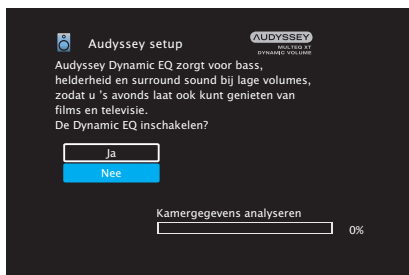 Audyssey setup
AUDYSSEY
MULTEQ XT
DYNAMIC VOLUME
Audyssey Dynamic EQ zorgt voor bass,
helderheid en surround sound bij lage volumes,
zodat u 's avonds laat ook kunt genieten van
films en televisie.
De Dynamic EQ inschakelen?
Ja
Nee
Kamergegevens analyseren
0%